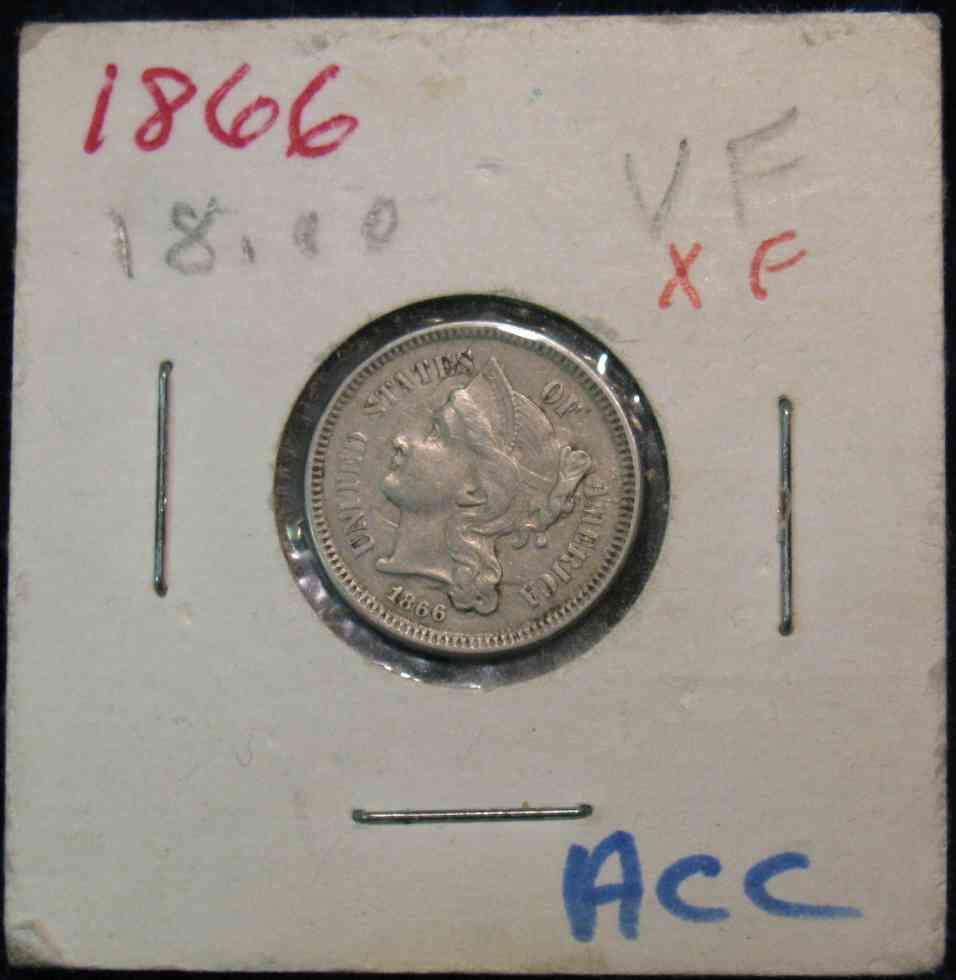 1866
VF
18.00
XF
UNITED STATES OF AMERICA
1866
ACC